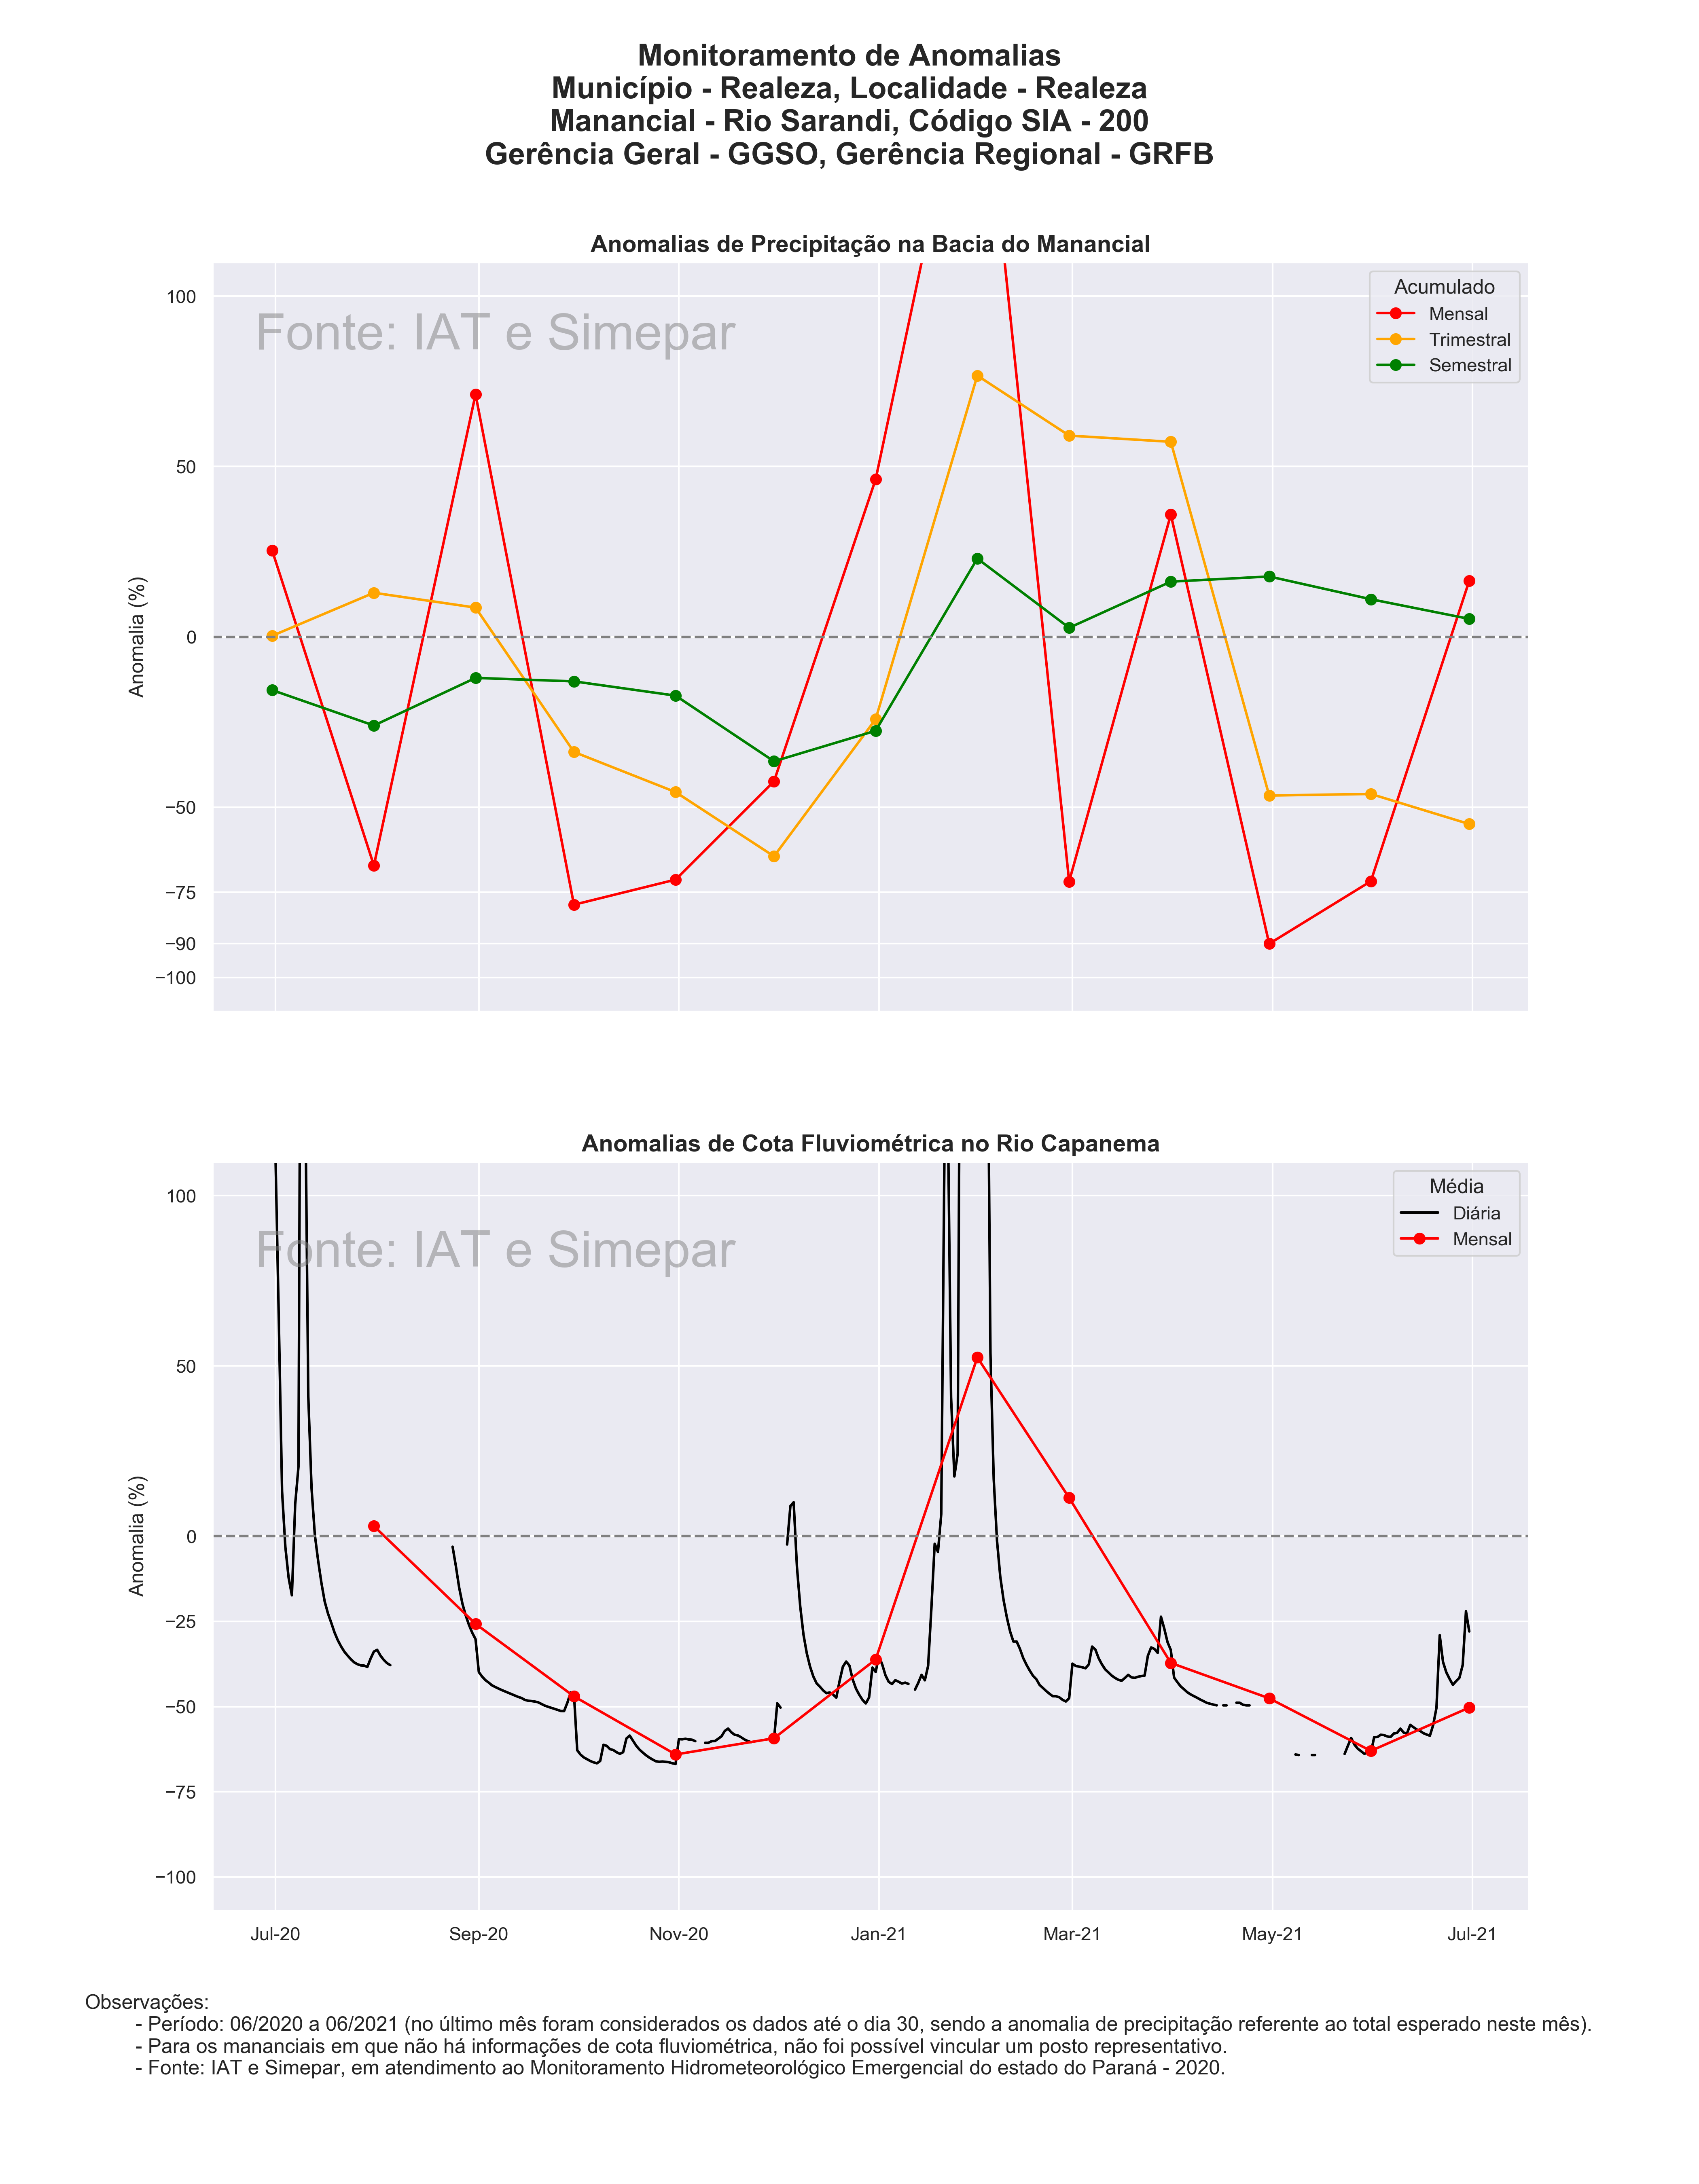 Monitoramento de Anomalias
Município - Realeza, Localidade - Realeza
Manancial - Rio Sarandi, Código SIA - 200
Gerência Geral - GGSO, Gerência Regional - GRFB
Anomalias de Precipitação na Bacia do Manancial
Fonte: IAT e Simepar
Acumulado
Mensal
Trimestral
Semestral
Anomalia (%)
100
50
0
−50
−75
−90
−100
Anomalias de Cota Fluviométrica no Rio Capanema
Fonte: IAT e Simepar
Média
Diária
Mensal
Anomalia (%)
100
50
0
−25
−50
−75
−100
Jul-20 Sep-20 Nov-20 Jan-21 Mar-21 May-21 Jul-21
Observações:
- Período: 06/2020 a 06/2021 (no último mês foram considerados os dados até o dia 30, sendo a anomalia de precipitação referente ao total esperado neste mês).
- Para os mananciais em que não há informações de cota fluviométrica, não foi possível vincular um posto representativo.
- Fonte: IAT e Simepar, em atendimento ao Monitoramento Hidrometeorológico Emergencial do estado do Paraná - 2020.